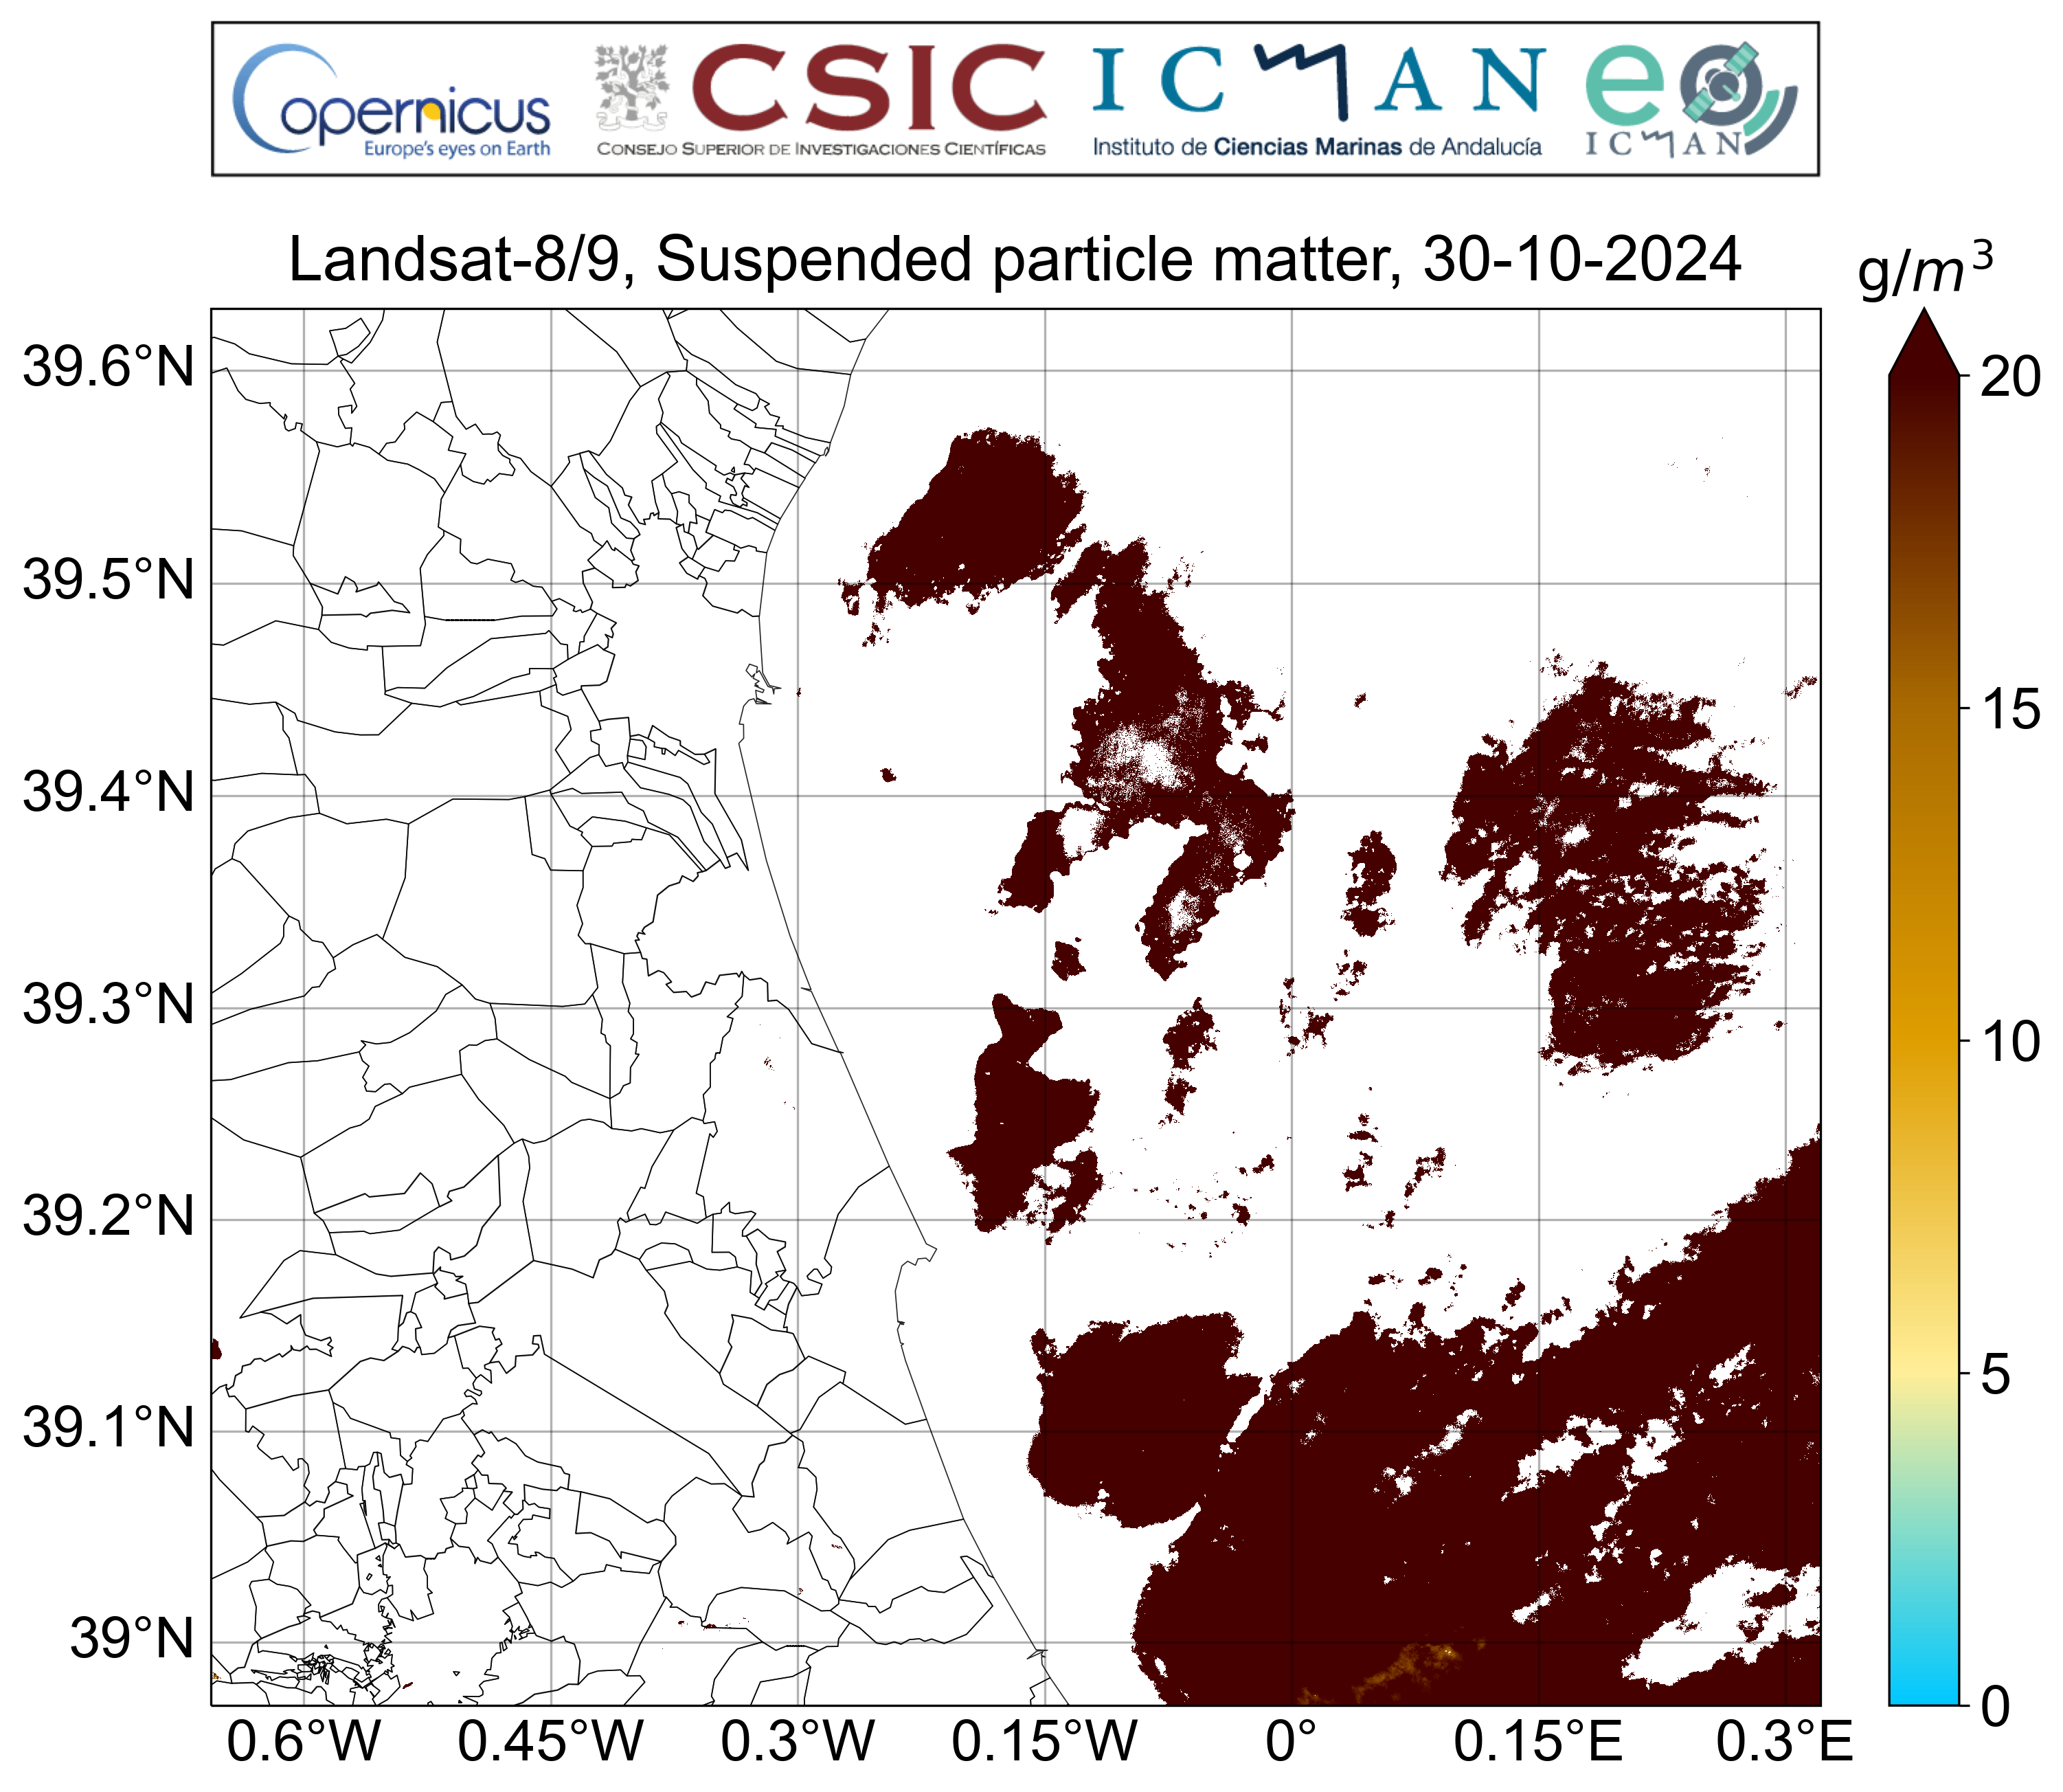 opernicus
Europe's eyes on Earth
CSIC
CONSEJO SUPERIOR DE INVESTIGACIONES CIENTÍFICAS
ICMAN
Instituto de Ciencias Marinas de Andalucía
eo
ICMAN
Landsat-8/9, Suspended particle matter, 30-10-2024
g/m³
39.6°N
39.5°N
39.4°N
39.3°N
39.2°N
39.1°N
39°N
0.6°W 0.45°W 0.3°W 0.15°W 0° 0.15°E 0.3°E
20
15
10
5
0